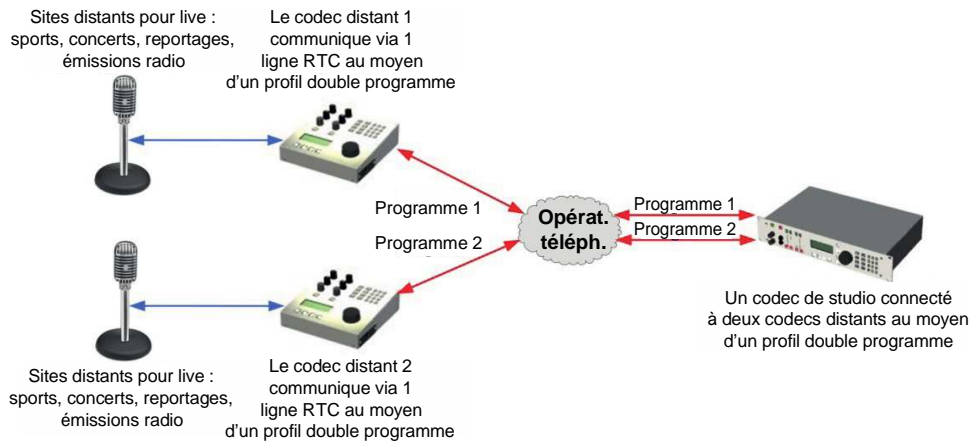 Sites distants pour live :
sports, concerts, reportages,
émissions radio
Le codec distant 1
communique via 1
ligne RTC au moyen
d'un profil double programme
Programme 1
Programme 2
Opérat.
téléph.
Programme 1
Programme 2
Un codec de studio connecté
à deux codecs distants au moyen
d'un profil double programme
Sites distants pour live :
sports, concerts, reportages,
émissions radio
Le codec distant 2
communique via 1
ligne RTC au moyen
d'un profil double programme